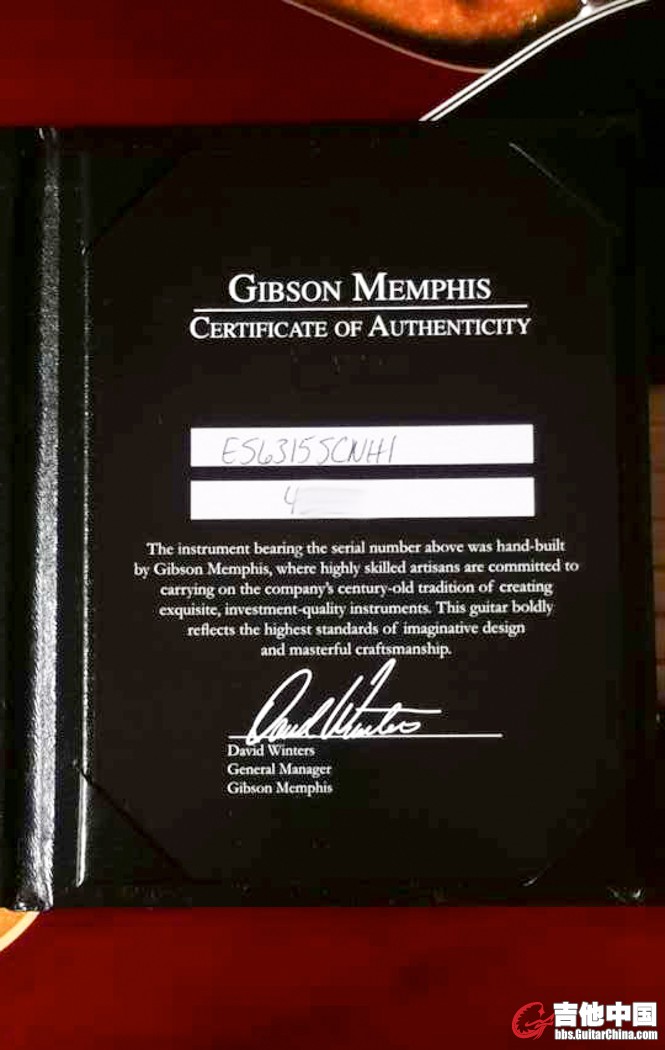 GIBSON MEMPHIS
CERTIFICATE OF AUTHENTICITY
ES6315SCNH1
4
The instrument bearing the serial number above was hand-built
by Gibson Memphis, where highly skilled artisans are committed to
carrying on the company's century-old tradition of creating
exquisite, investment-quality instruments. This guitar boldly
reflects the highest standards of imaginative design
and masterful craftsmanship.
David Winters
David Winters
General Manager
Gibson Memphis
吉他中国
bbs.GuitarChina.com